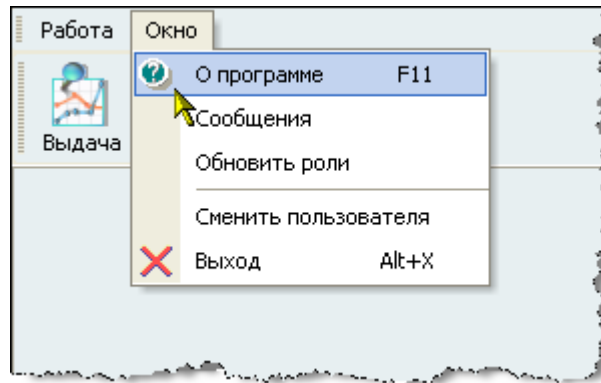 Работа Окно
О программе F11
Сообщения
Выдача
Обновить роли
Сменить пользователя
Выход Alt+X